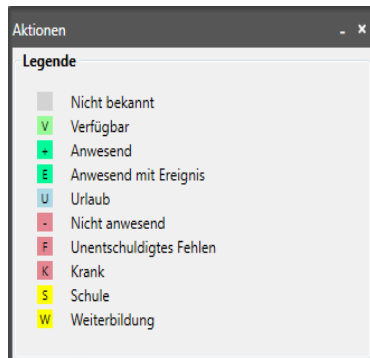 Aktionen
Legende
Nicht bekannt
V Verfügbar
+ Anwesend
E Anwesend mit Ereignis
U Urlaub
- Nicht anwesend
F Unentschuldigtes Fehlen
K Krank
S Schule
W Weiterbildung